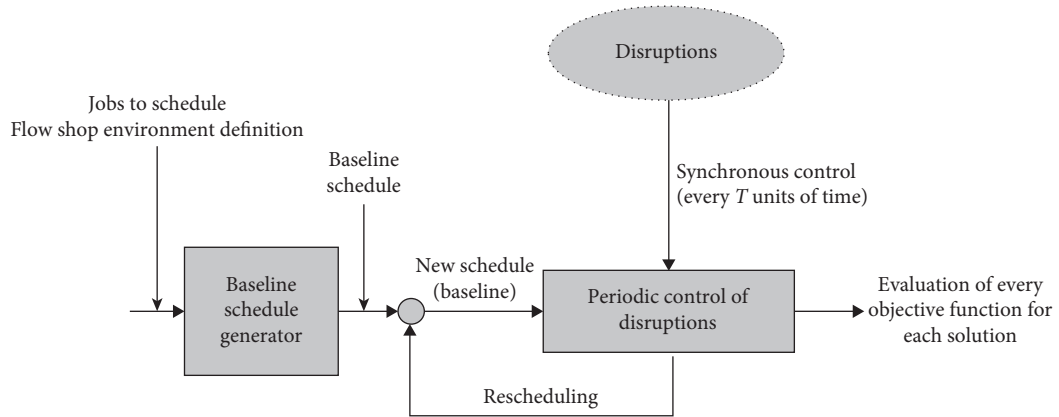 Disruptions
Jobs to schedule
Flow shop environment definition
Baseline
schedule
Synchronous control
(every T units of time)
Baseline
schedule
generator
New schedule
(baseline)
Periodic control of
disruptions
Evaluation of every
objective function for
each solution
Rescheduling